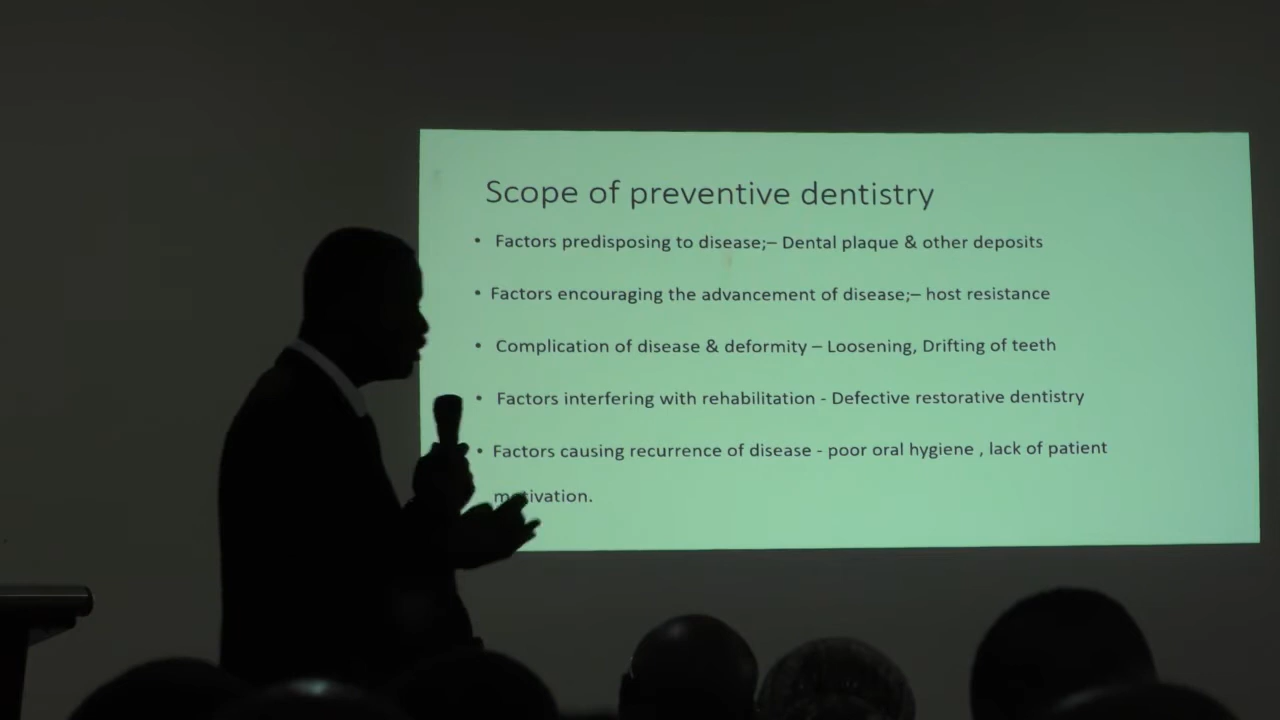 Scope of preventive dentistry
• Factors predisposing to disease;– Dental plaque & other deposits
• Factors encouraging the advancement of disease;– host resistance
• Complication of disease & deformity – Loosening, Drifting of teeth
• Factors interfering with rehabilitation - Defective restorative dentistry
• Factors causing recurrence of disease - poor oral hygiene , lack of patient
motivation.